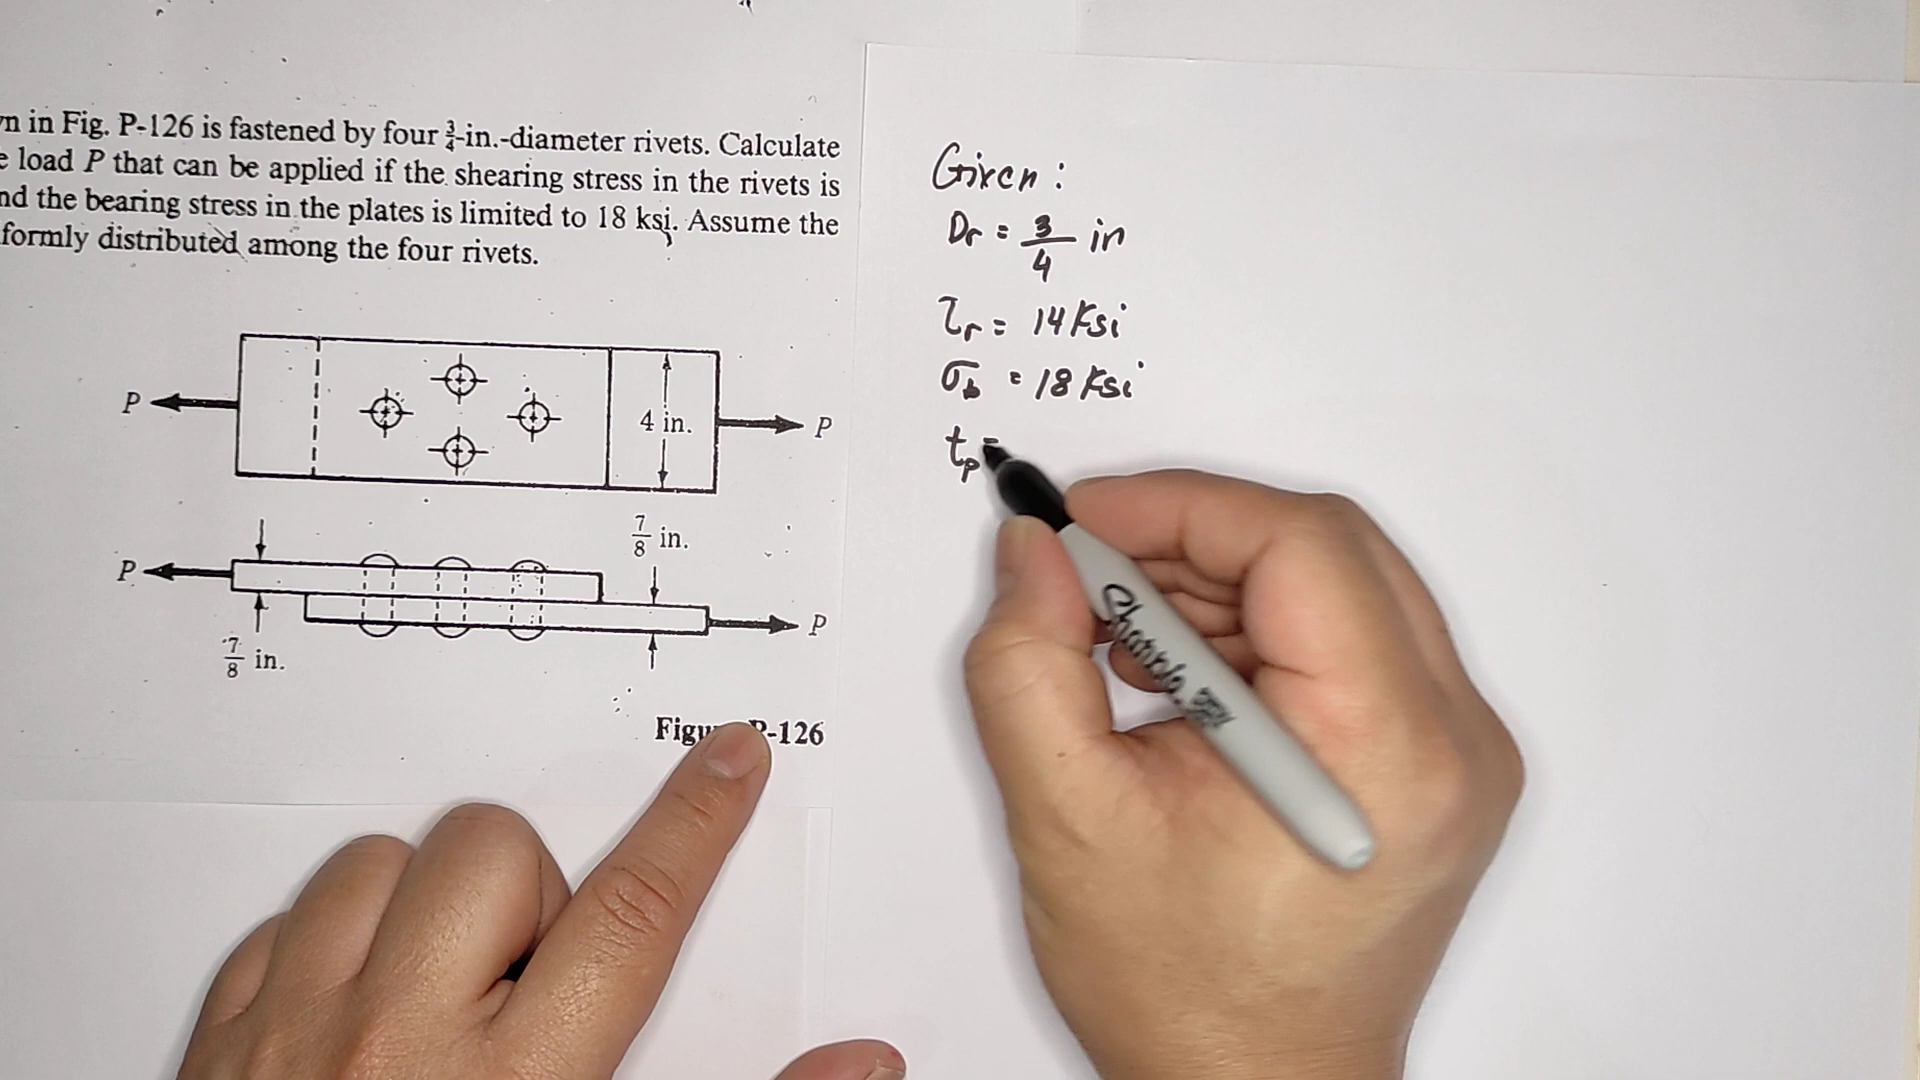 n in Fig. P-126 is fastened by four 3/4-in.-diameter rivets. Calculate
e load P that can be applied if the shearing stress in the rivets is
nd the bearing stress in the plates is limited to 18 ksi. Assume the
formly distributed among the four rivets.
P
4 in.
P
7/8 in.
P
P
7/8 in.
P-126
Given:
Dr = 3/4 in
τr = 14 Ksi
σb = 18 Ksi
tp =